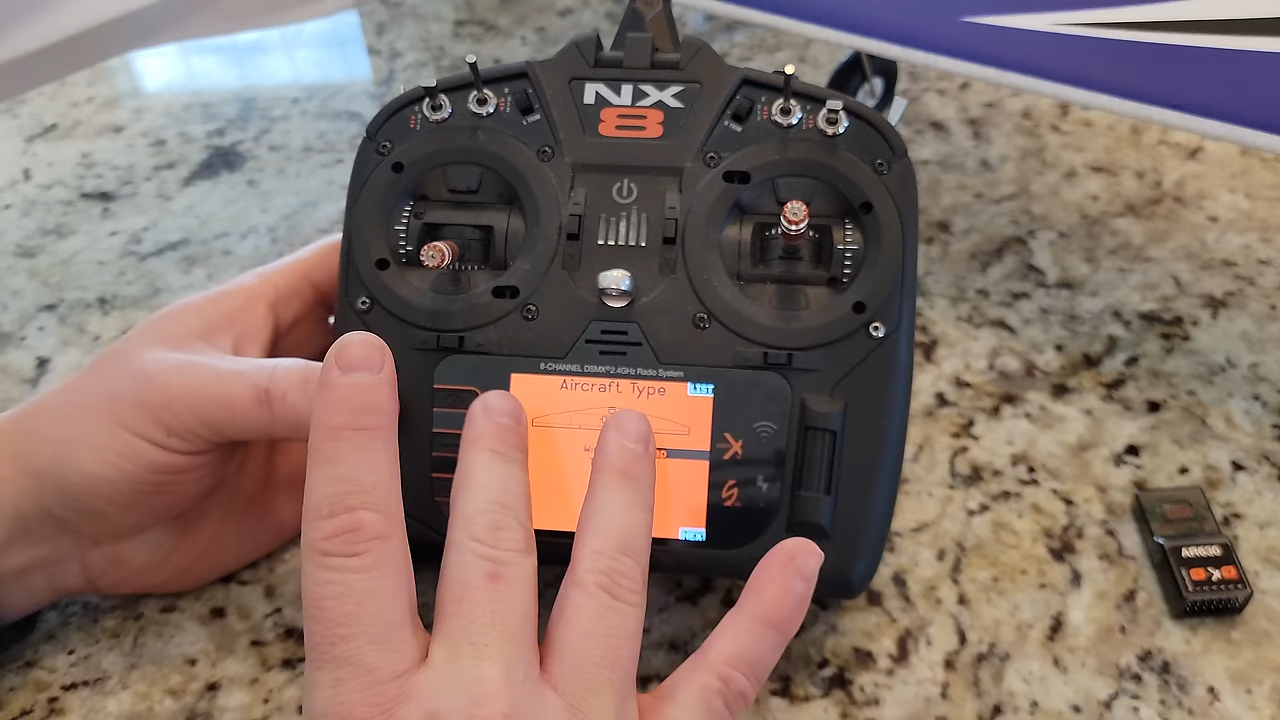 NX
8
8-CHANNEL DSMX® 2.4GHz Radio System
Aircraft Type
LIST
NEXT
AR630